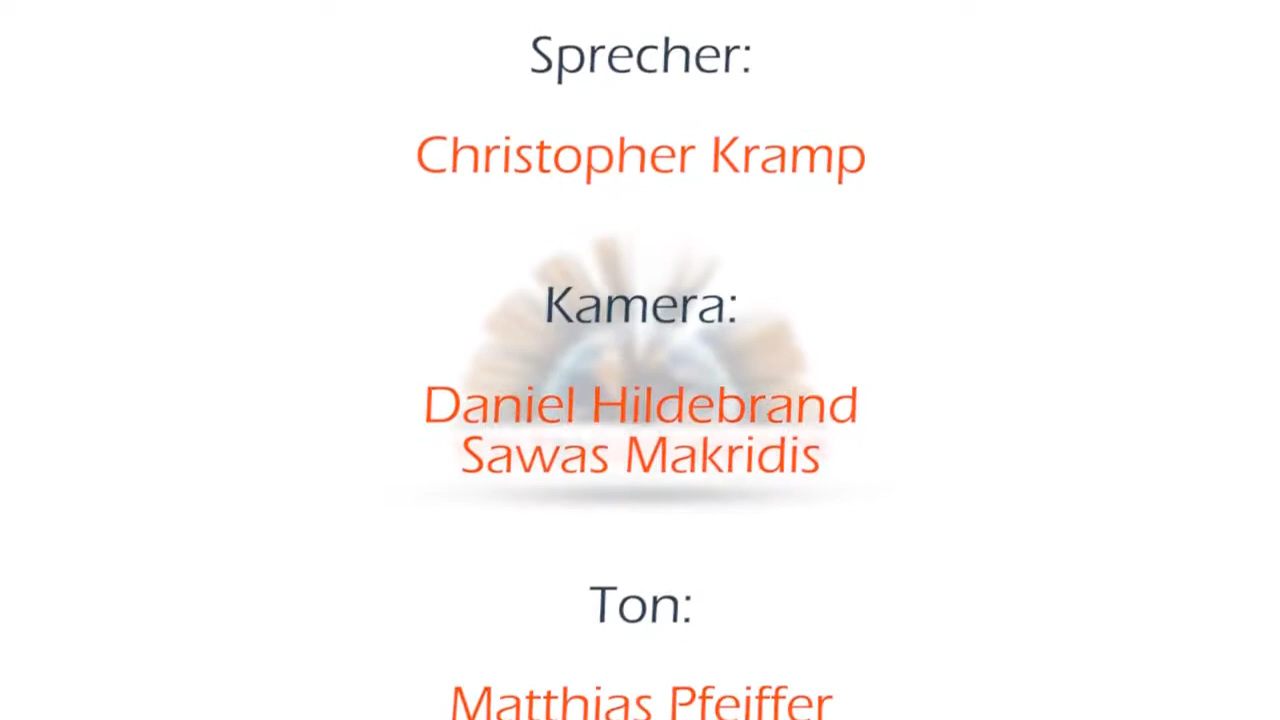 Sprecher:
Christopher Kramp
Kamera:
Daniel Hildebrand
Sawas Makridis
Ton:
Matthias Pfeiffer